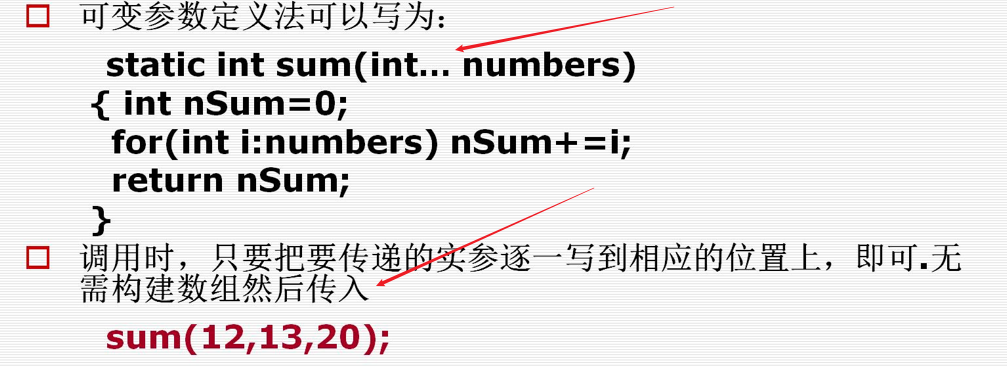 可变参数定义法可以写为：
static int sum(int... numbers)
{ int nSum=0;
for(int i:numbers) nSum+=i;
return nSum;
}
调用时，只要把要传递的实参逐一写到相应的位置上，即可.无
需构建数组然后传入
sum(12,13,20);